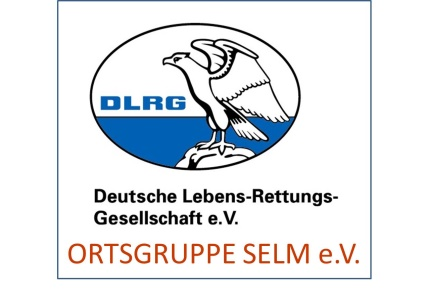 DLRG
Deutsche Lebens-Rettungs-
Gesellschaft e.V.
ORTSGRUPPE SELM e.V.